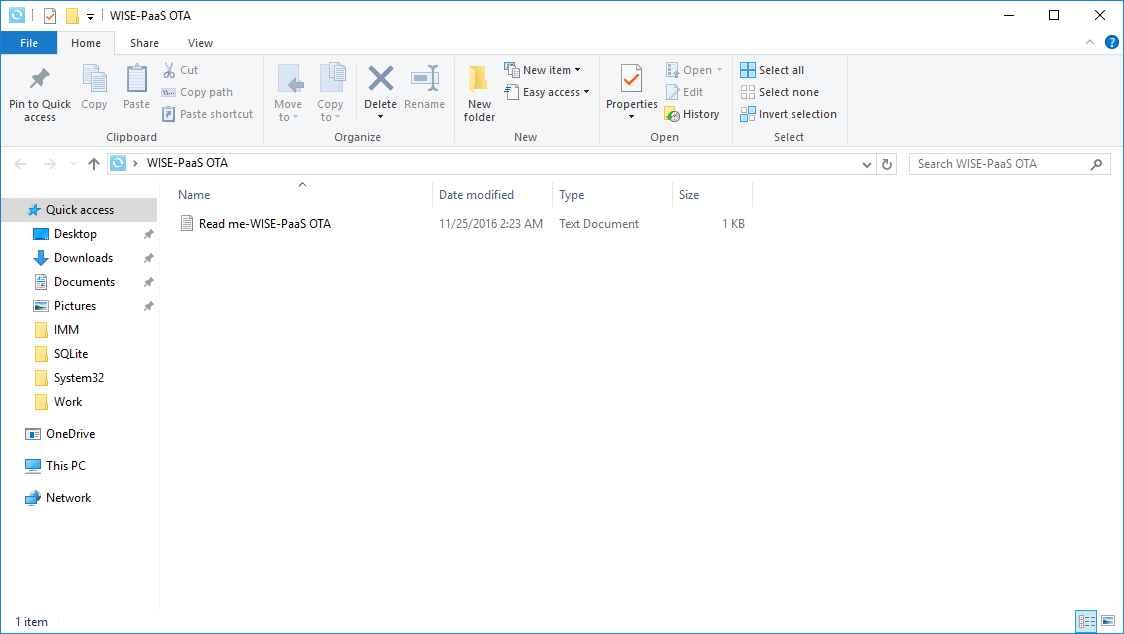 WISE-PaaS OTA
File Home Share View
Pin to Quick access
Copy
Paste
Cut
Copy path
Paste shortcut
Clipboard
Move to
Copy to
Delete
Rename
Organize
New folder
New item
Easy access
New
Properties
Open
Edit
History
Open
Select all
Select none
Invert selection
Select
WISE-PaaS OTA
Search WISE-PaaS OTA
Name Date modified Type Size
Read me-WISE-PaaS OTA 11/25/2016 2:23 AM Text Document 1 KB
Quick access
Desktop
Downloads
Documents
Pictures
IMM
SQLite
System32
Work
OneDrive
This PC
Network
1 item